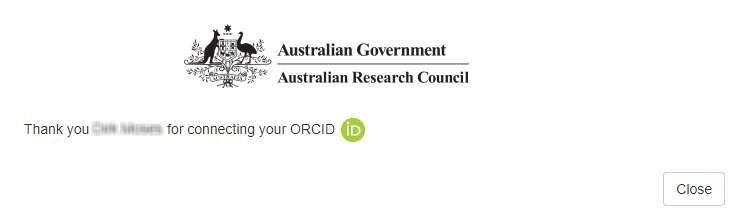 Australian Government
Australian Research Council
Thank you for connecting your ORCID iD
Close